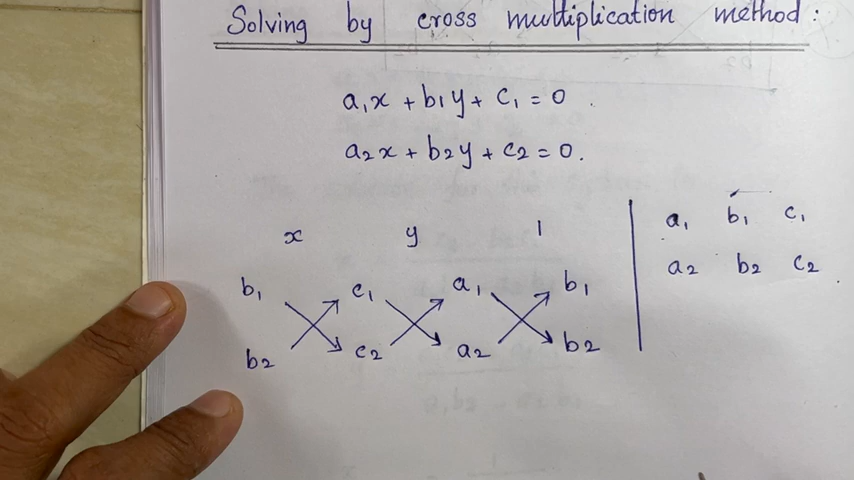 Solving by cross multiplication method :
a₁x + b₁y + c₁ = 0 .
a₂x + b₂y + c₂ = 0 .
x y 1
b₁ c₁ a₁ b₁
b₂ c₂ a₂ b₂
a₁ b₁ c₁
a₂ b₂ c₂